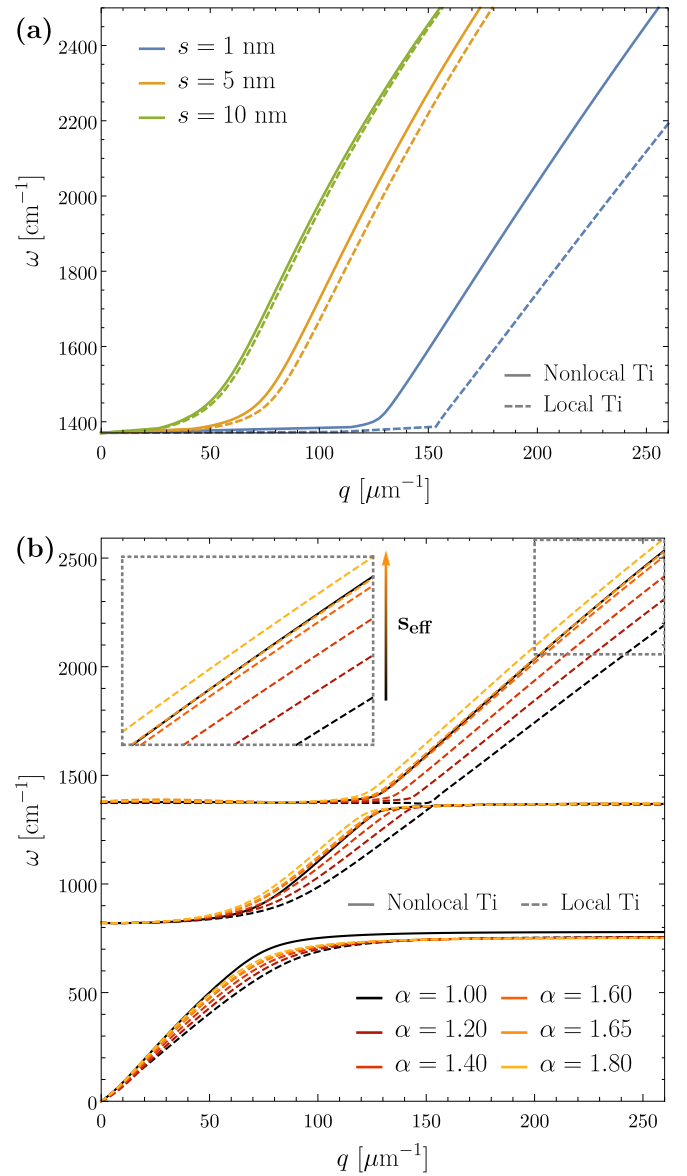 (a)
s = 1 nm
s = 5 nm
s = 10 nm
2400
2200
2000
1800
1600
1400
ω [cm⁻¹]
Nonlocal Ti
Local Ti
0 50 100 150 200 250
q [μm⁻¹]
(b)
s_eff
2500
2000
1500
1000
500
0
ω [cm⁻¹]
Nonlocal Ti Local Ti
α = 1.00 α = 1.60
α = 1.20 α = 1.65
α = 1.40 α = 1.80
0 50 100 150 200 250
q [μm⁻¹]